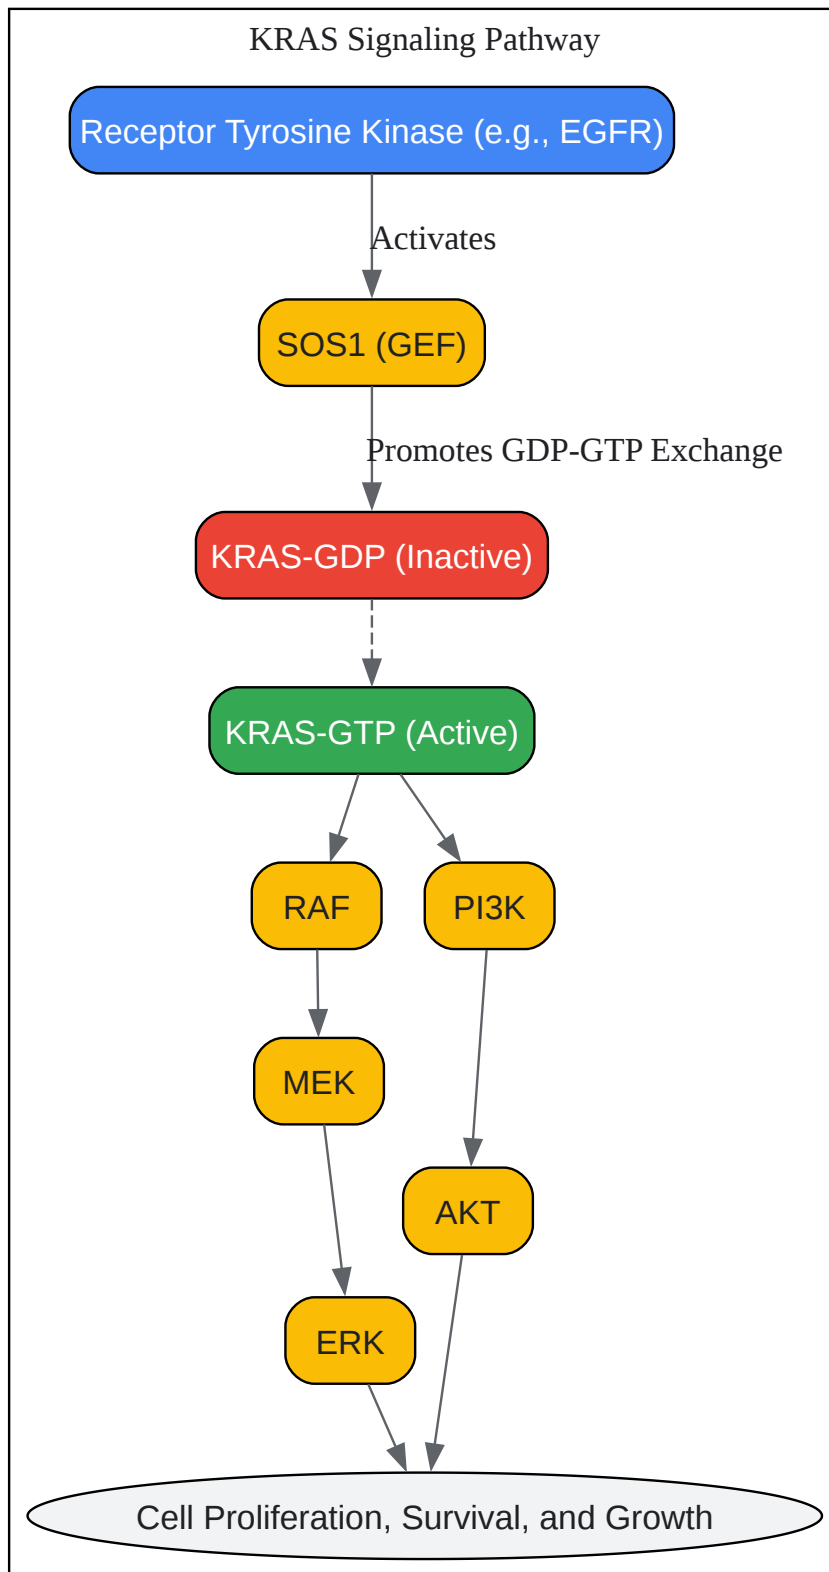 KRAS Signaling Pathway
Receptor Tyrosine Kinase (e.g., EGFR)
Activates
SOS1 (GEF)
Promotes GDP-GTP Exchange
KRAS-GDP (Inactive)
KRAS-GTP (Active)
RAF
PI3K
MEK
AKT
ERK
Cell Proliferation, Survival, and Growth